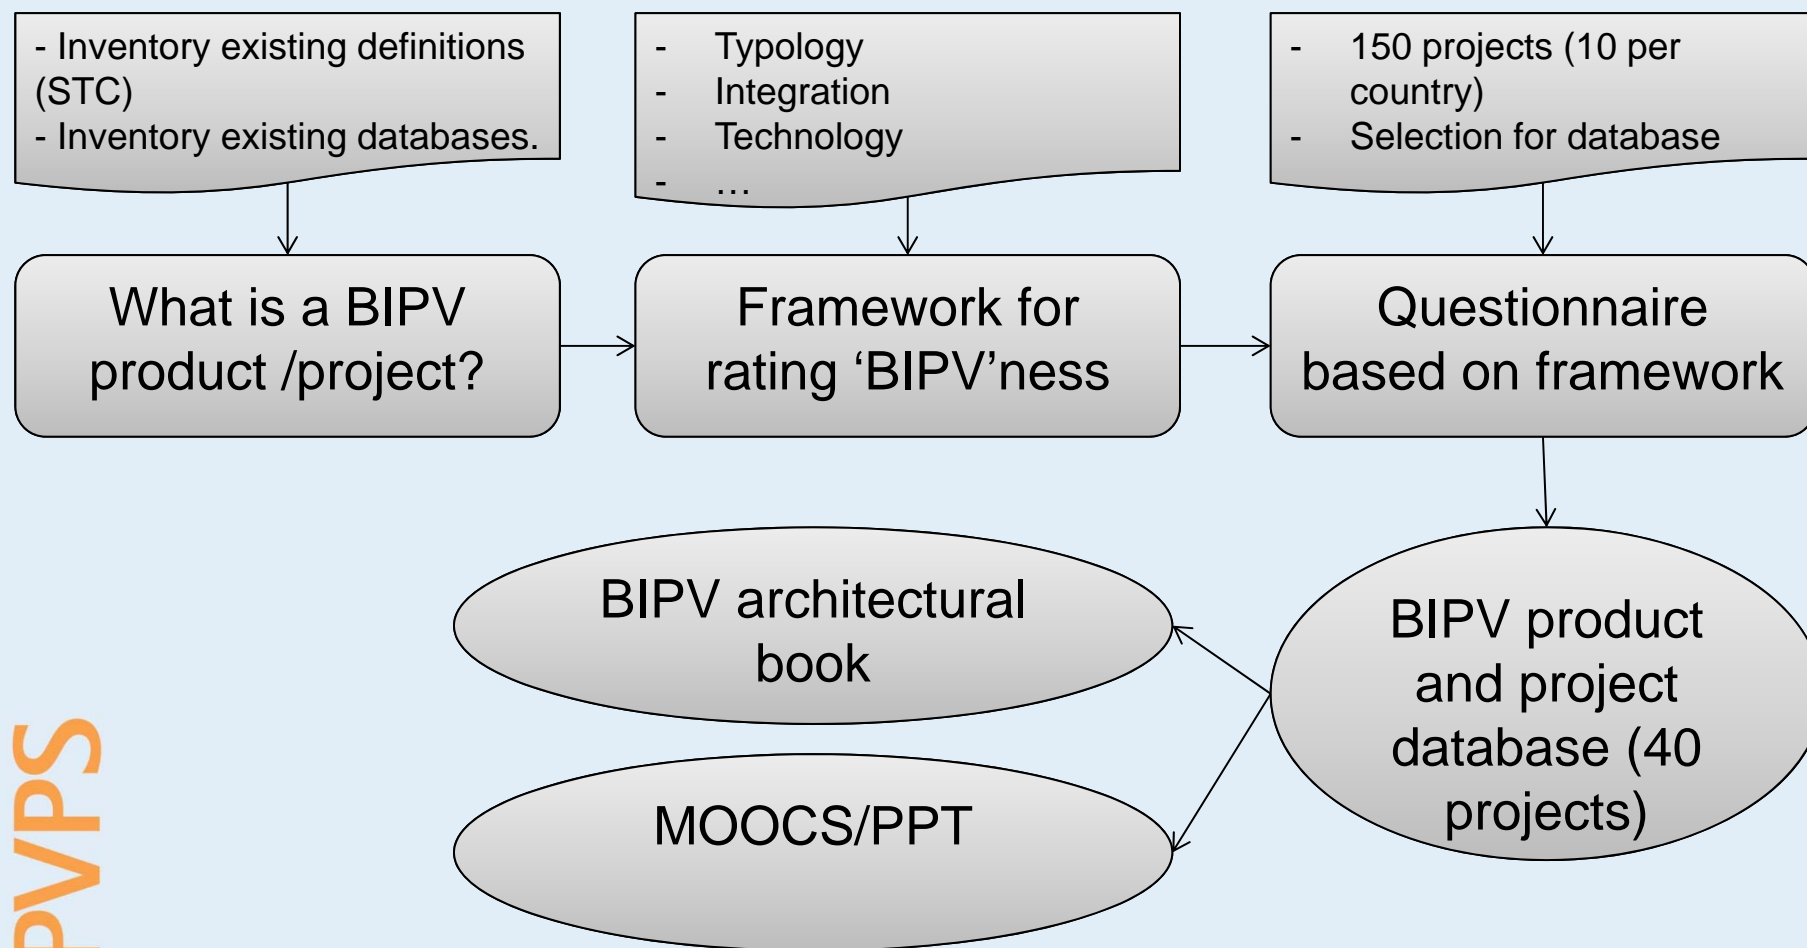 - Inventory existing definitions
(STC)
- Inventory existing databases.
- Typology
- Integration
- Technology
- …
- 150 projects (10 per
country)
- Selection for database
What is a BIPV
product /project?
Framework for
rating ‘BIPV’ness
Questionnaire
based on framework
BIPV architectural
book
BIPV product
and project
database (40
projects)
MOOCS/PPT
PVPS